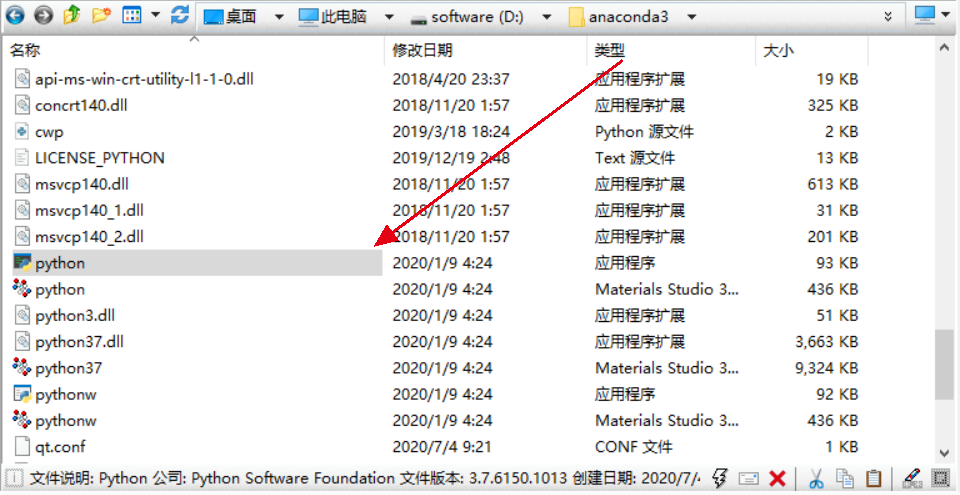 桌面 此电脑 software (D:) anaconda3
名称 修改日期 类型 大小
api-ms-win-crt-utility-l1-1-0.dll 2018/4/20 23:37 应用程序扩展 19 KB
concrt140.dll 2018/11/20 1:57 应用程序扩展 325 KB
cwp 2019/3/18 18:24 Python 源文件 2 KB
LICENSE_PYTHON 2019/12/19 2:48 Text 源文件 13 KB
msvcp140.dll 2018/11/20 1:57 应用程序扩展 613 KB
msvcp140_1.dll 2018/11/20 1:57 应用程序扩展 31 KB
msvcp140_2.dll 2018/11/20 1:57 应用程序扩展 201 KB
python 2020/1/9 4:24 应用程序 93 KB
python 2020/1/9 4:24 Materials Studio 3... 436 KB
python3.dll 2020/1/9 4:24 应用程序扩展 51 KB
python37.dll 2020/1/9 4:24 应用程序扩展 3,663 KB
python37 2020/1/9 4:24 Materials Studio 3... 9,324 KB
pythonw 2020/1/9 4:24 应用程序 92 KB
pythonw 2020/1/9 4:24 Materials Studio 3... 436 KB
qt.conf 2020/7/4 9:21 CONF 文件 1 KB
文件说明: Python 公司: Python Software Foundation 文件版本: 3.7.6150.1013 创建日期: 2020/7/4